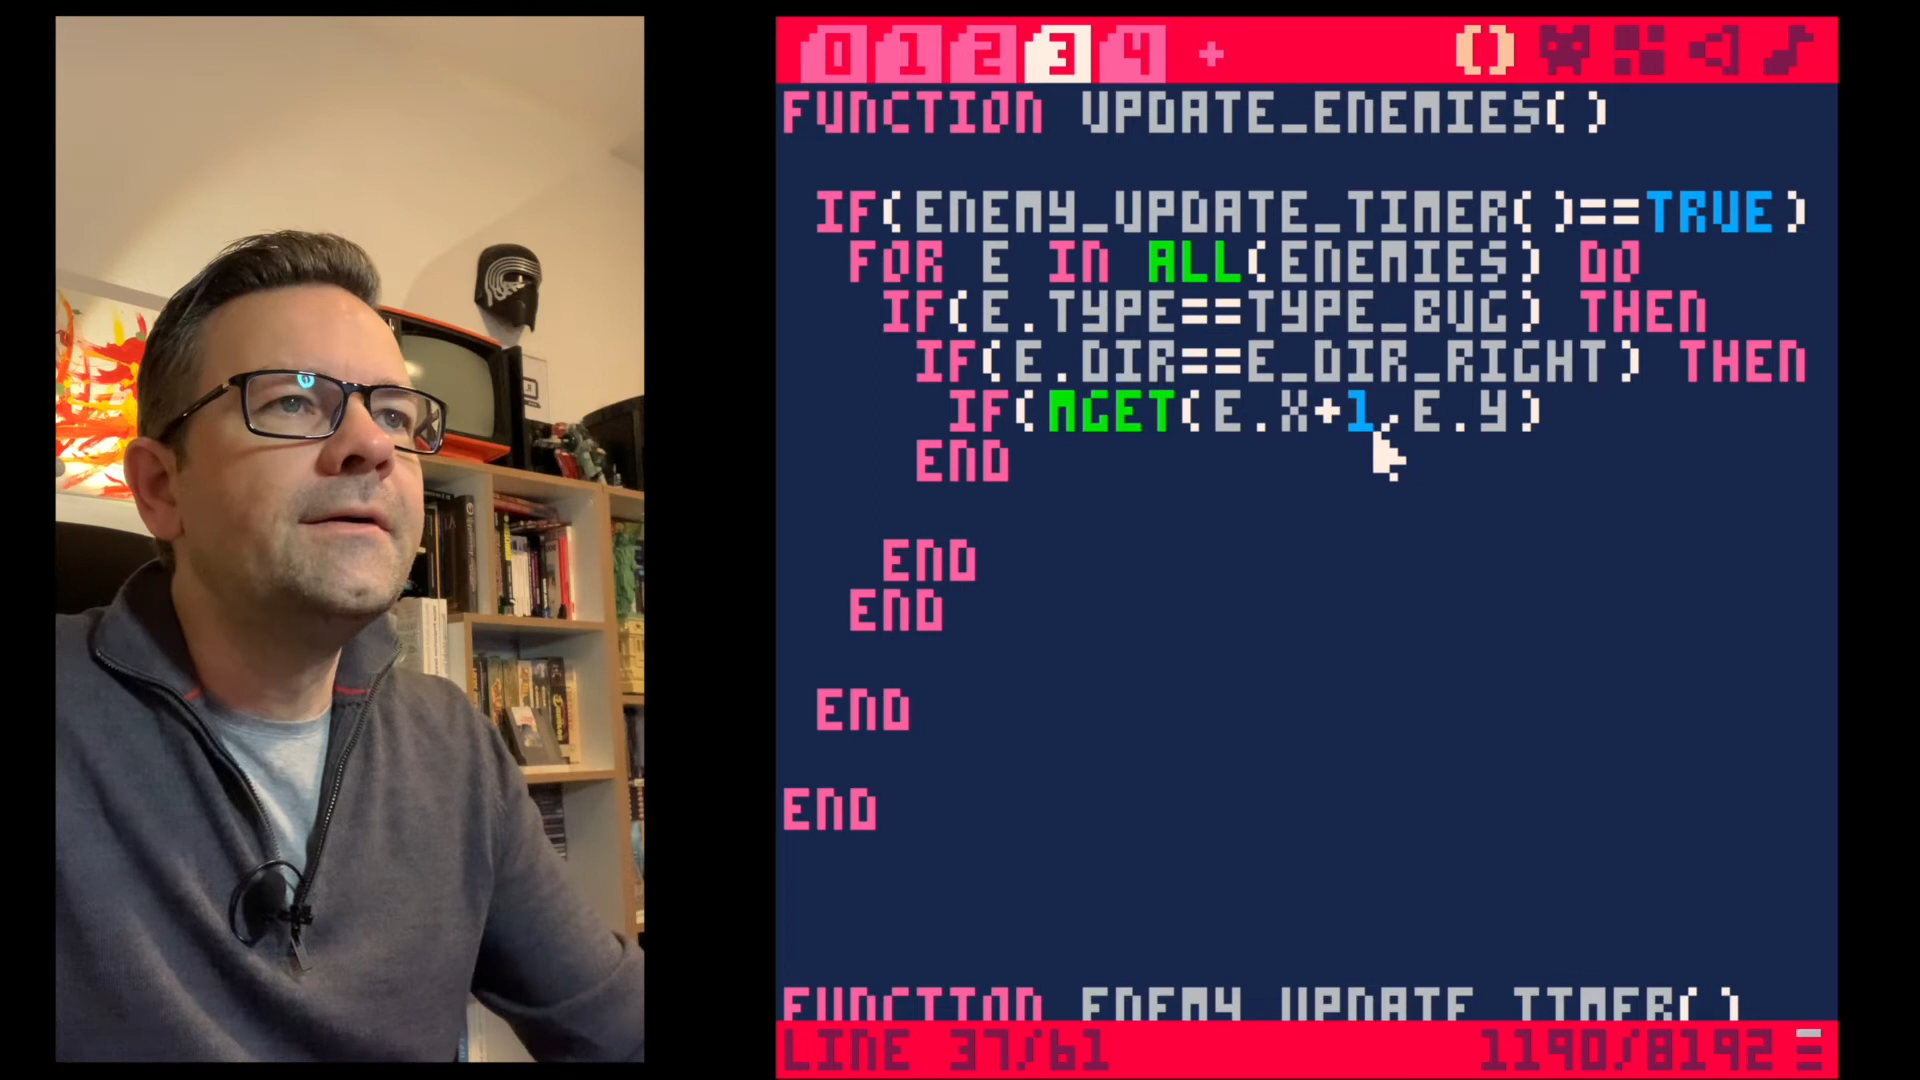 0 1 2 3 4 +
FUNCTION UPDATE_ENEMIES()
IF(ENEMY_UPDATE_TIMER()==TRUE)
FOR E IN ALL(ENEMIES) DO
IF(E.TYPE==TYPE_BUG) THEN
IF(E.DIR==E_DIR_RIGHT) THEN
IF(MGET(E.X+1,E.Y)
END
END
END
END
END
FUNCTION ENEMY_UPDATE_TIMER()
LINE 37/61 1190/8192